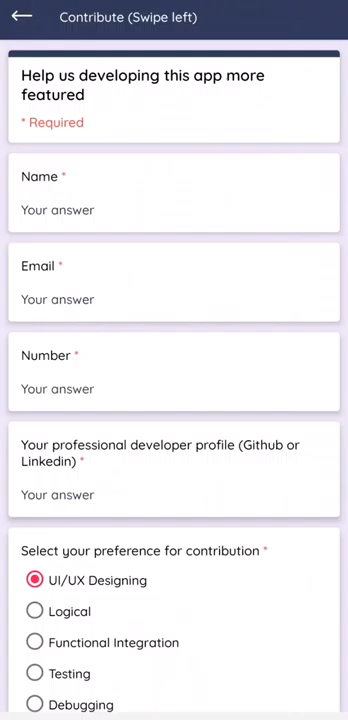 Contribute (Swipe left)
Help us developing this app more
featured
* Required
Name *
Your answer
Email *
Your answer
Number *
Your answer
Your professional developer profile (Github or
Linkedin) *
Your answer
Select your preference for contribution *
UI/UX Designing
Logical
Functional Integration
Testing
Debugging